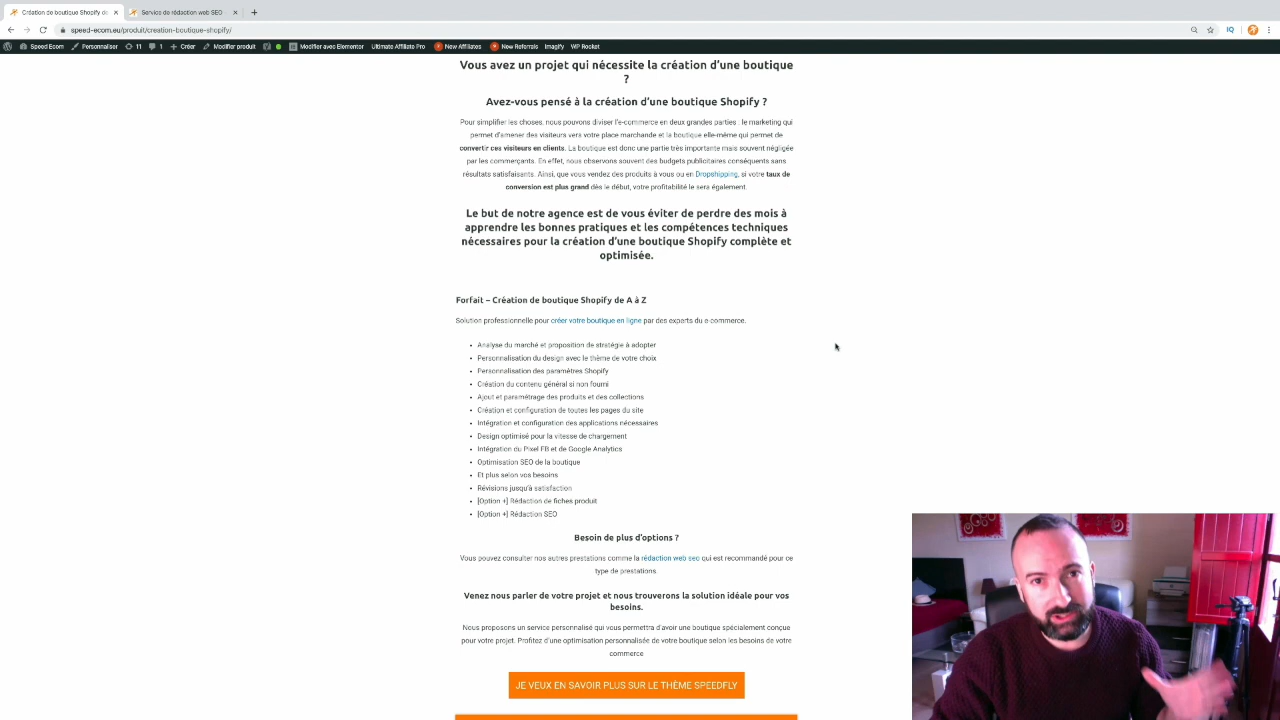 Création de boutique Shopify de
Service de rédaction web SEO -
speed-ecom.eu/produit/creation-boutique-shopify/
IQ
Speed Ecom
Personnaliser
11
1
Créer
Modifier produit
Modifier avec Elementor
Ultimate Affiliate Pro
New Affiliates
New Referrals
Imagify
WP Rocket
Vous avez un projet qui nécessite la création d'une boutique
?
Avez-vous pensé à la création d'une boutique Shopify ?
Pour simplifier les choses, nous pouvons diviser l'e-commerce en deux grandes parties : le marketing qui
permet d'amener des visiteurs vers votre place marchande et la boutique elle-même qui permet de
convertir ces visiteurs en clients. La boutique est donc une partie très importante mais souvent négligée
par les commerçants. En effet, nous observons souvent des budgets publicitaires conséquents sans
résultats satisfaisants. Ainsi, que vous vendez des produits à vous ou en Dropshipping, si votre taux de
conversion est plus grand dès le début, votre profitabilité le sera également.
Le but de notre agence est de vous éviter de perdre des mois à
apprendre les bonnes pratiques et les compétences techniques
nécessaires pour la création d'une boutique Shopify complète et
optimisée.
Forfait – Création de boutique Shopify de A à Z
Solution professionnelle pour créer votre boutique en ligne par des experts du e commerce.
• Analyse du marché et proposition de stratégie à adopter
• Personnalisation du design avec le thème de votre choix
• Personnalisation des paramètres Shopify
• Création du contenu général si non fourni
• Ajout et paramétrage des produits et des collections
• Création et configuration de toutes les pages du site
• Intégration et configuration des applications nécessaires
• Design optimisé pour la vitesse de chargement
• Intégration du Pixel FB et de Google Analytics
• Optimisation SEO de la boutique
• Et plus selon vos besoins
• Révisions jusqu'à satisfaction
• [Option +] Rédaction de fiches produit
• [Option +] Rédaction SEO
Besoin de plus d'options ?
Vous pouvez consulter nos autres prestations comme la rédaction web seo qui est recommandé pour ce
type de prestations.
Venez nous parler de votre projet et nous trouverons la solution idéale pour vos
besoins.
Nous proposons un service personnalisé qui vous permettra d'avoir une boutique spécialement conçue
pour votre projet. Profitez d'une optimisation personnalisée de votre boutique selon les besoins de votre
commerce
JE VEUX EN SAVOIR PLUS SUR LE THÈME SPEEDFLY